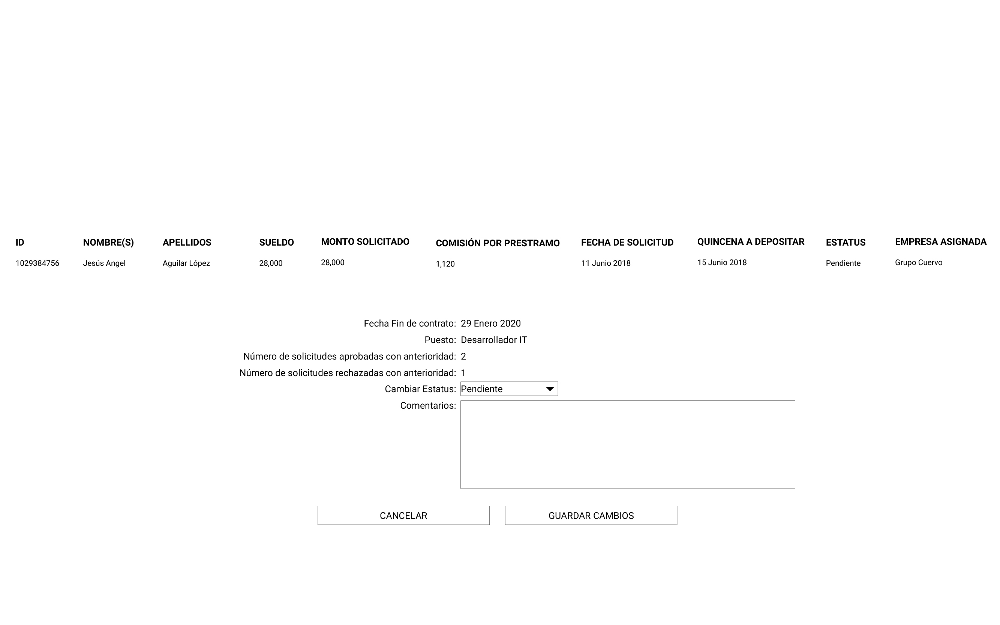 ID NOMBRE(S) APELLIDOS SUELDO MONTO SOLICITADO COMISIÓN POR PRESTRAMO FECHA DE SOLICITUD QUINCENA A DEPOSITAR ESTATUS EMPRESA ASIGNADA
1029384756 Jesús Angel Aguilar López 28,000 28,000 1,120 11 Junio 2018 15 Junio 2018 Pendiente Grupo Cuervo
Fecha Fin de contrato: 29 Enero 2020
Puesto: Desarrollador IT
Número de solicitudes aprobadas con anterioridad: 2
Número de solicitudes rechazadas con anterioridad: 1
Cambiar Estatus: Pendiente
Comentarios:
CANCELAR GUARDAR CAMBIOS